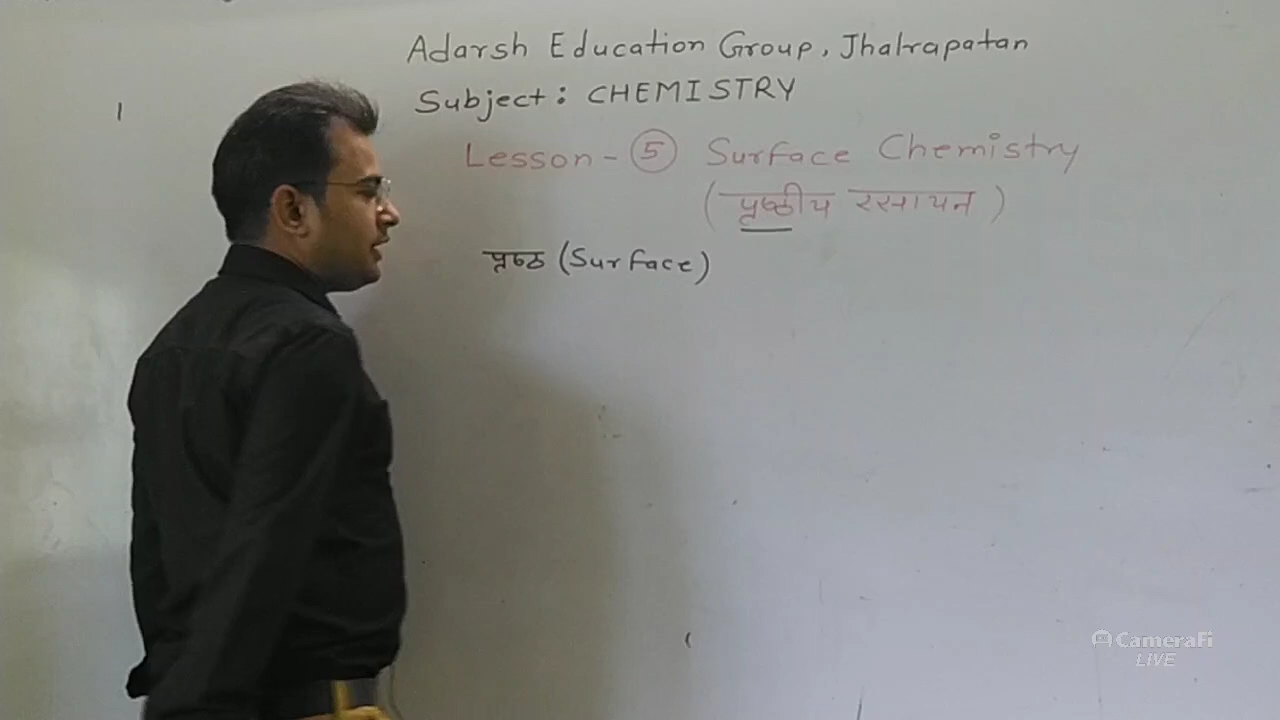 Adarsh Education Group, Jhalrapatan
Subject: CHEMISTRY
Lesson - 5 Surface Chemistry
(पृष्ठीय रसायन)
पृष्ठ (Surface)
CameraFi
LIVE